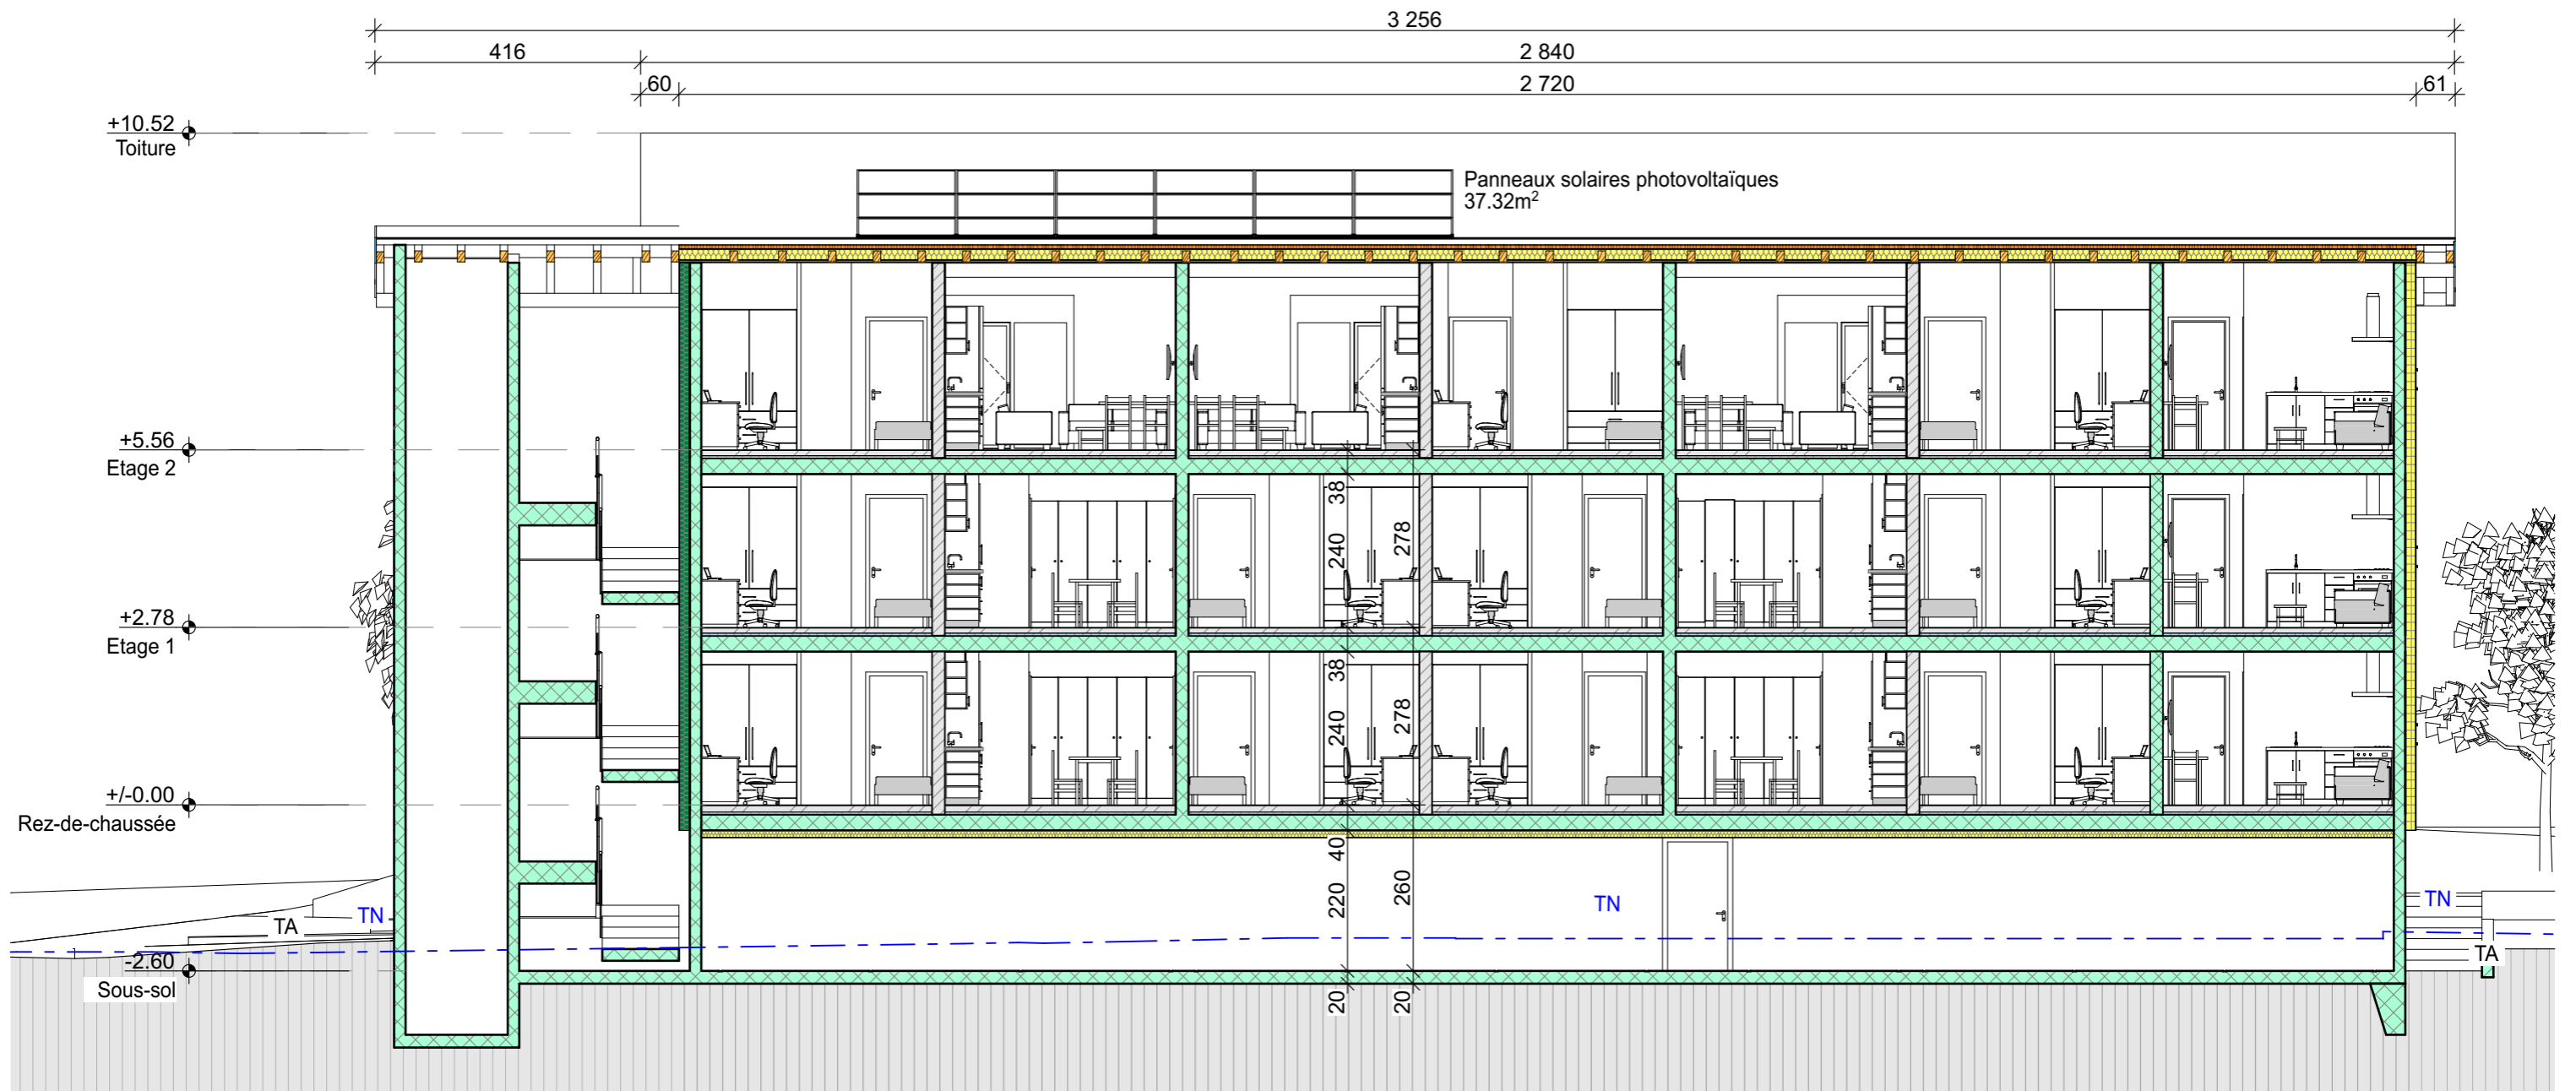 3 256
416
2 840
60
2 720
61
+10.52
Toiture
Panneaux solaires photovoltaïques
37.32m²
+5.56
Etage 2
38
240
278
+2.78
Etage 1
38
240
278
+/-0.00
Rez-de-chaussée
40
220
260
TN
TN
TN
TA
TA
-2.60
Sous-sol
20
20